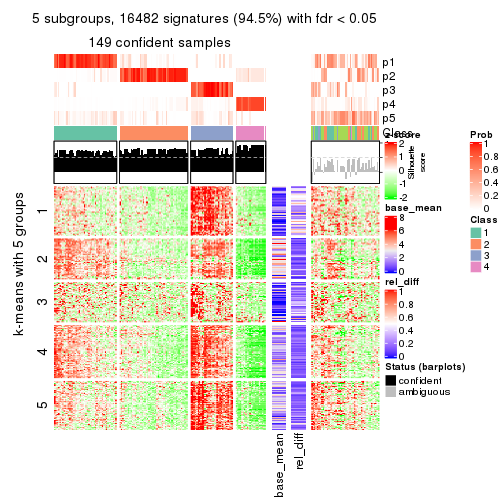 5 subgroups, 16482 signatures (94.5%) with fdr < 0.05
149 confident samples
p1
p2
p3
p4
p5
Class
z-score
2
1
0
-1
-2
Silhouette
score
Prob
1
0.8
0.6
0.4
0.2
0
base_mean
8
6
4
2
0
Class
1
2
3
4
rel_diff
1
0.8
0.6
0.4
0.2
0
Status (barplots)
confident
ambiguous
k-means with 5 groups
1
2
3
4
5
base_mean
rel_diff